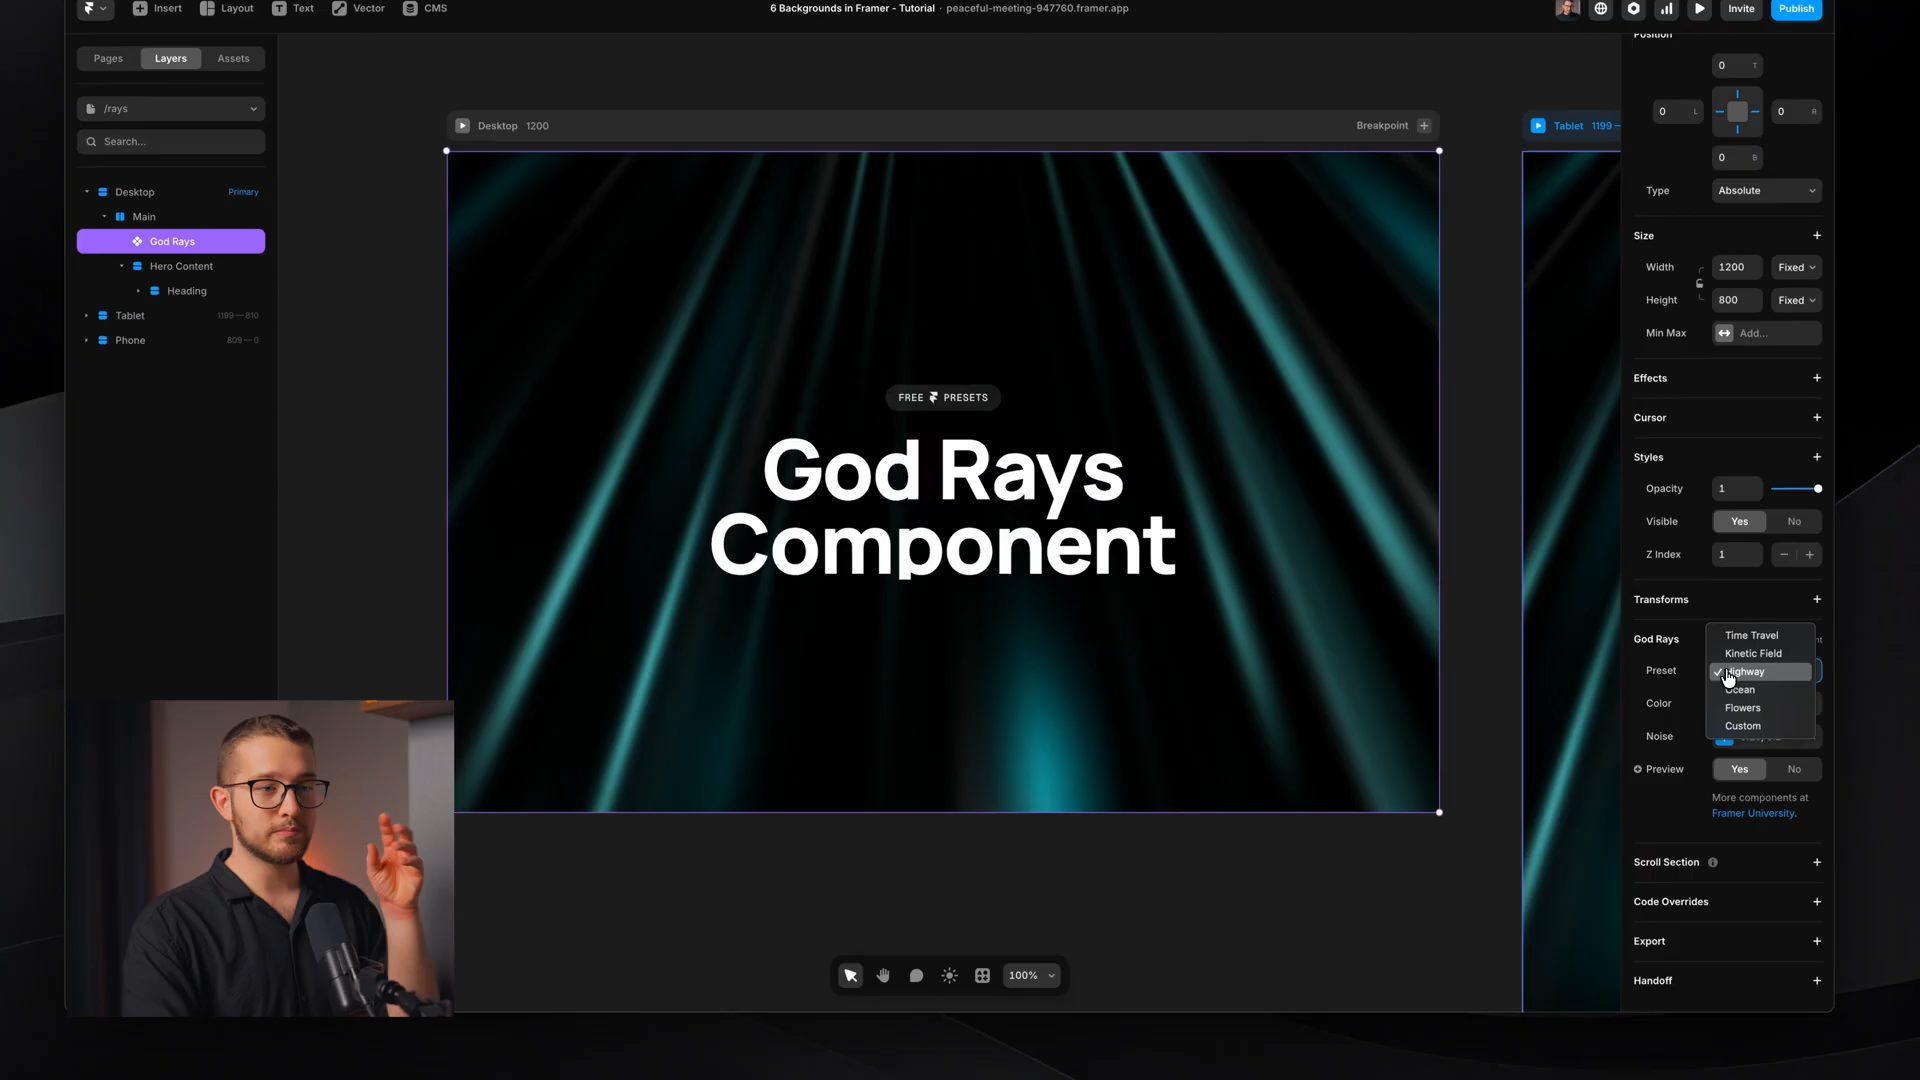 Insert
Layout
Text
Vector
CMS
6 Backgrounds in Framer - Tutorial · peaceful-meeting-947760.framer.app
Invite
Publish
Pages
Layers
Assets
/rays
Search...
Desktop
Primary
Main
God Rays
Hero Content
Heading
Tablet
1199—810
Phone
809—0
Desktop 1200
Breakpoint
Tablet 1199 –
FREE PRESETS
God Rays
Component
100%
Position
0 T
0 L
0 R
0 B
Type
Absolute
Size
Width
1200
Fixed
Height
800
Fixed
Min Max
Add...
Effects
Cursor
Styles
Opacity
1
Visible
Yes
No
Z Index
1
Transforms
God Rays
Time Travel
Kinetic Field
Preset
Highway
Ocean
Color
Flowers
Custom
Noise
Preview
Yes
No
More components at
Framer University.
Scroll Section
Code Overrides
Export
Handoff